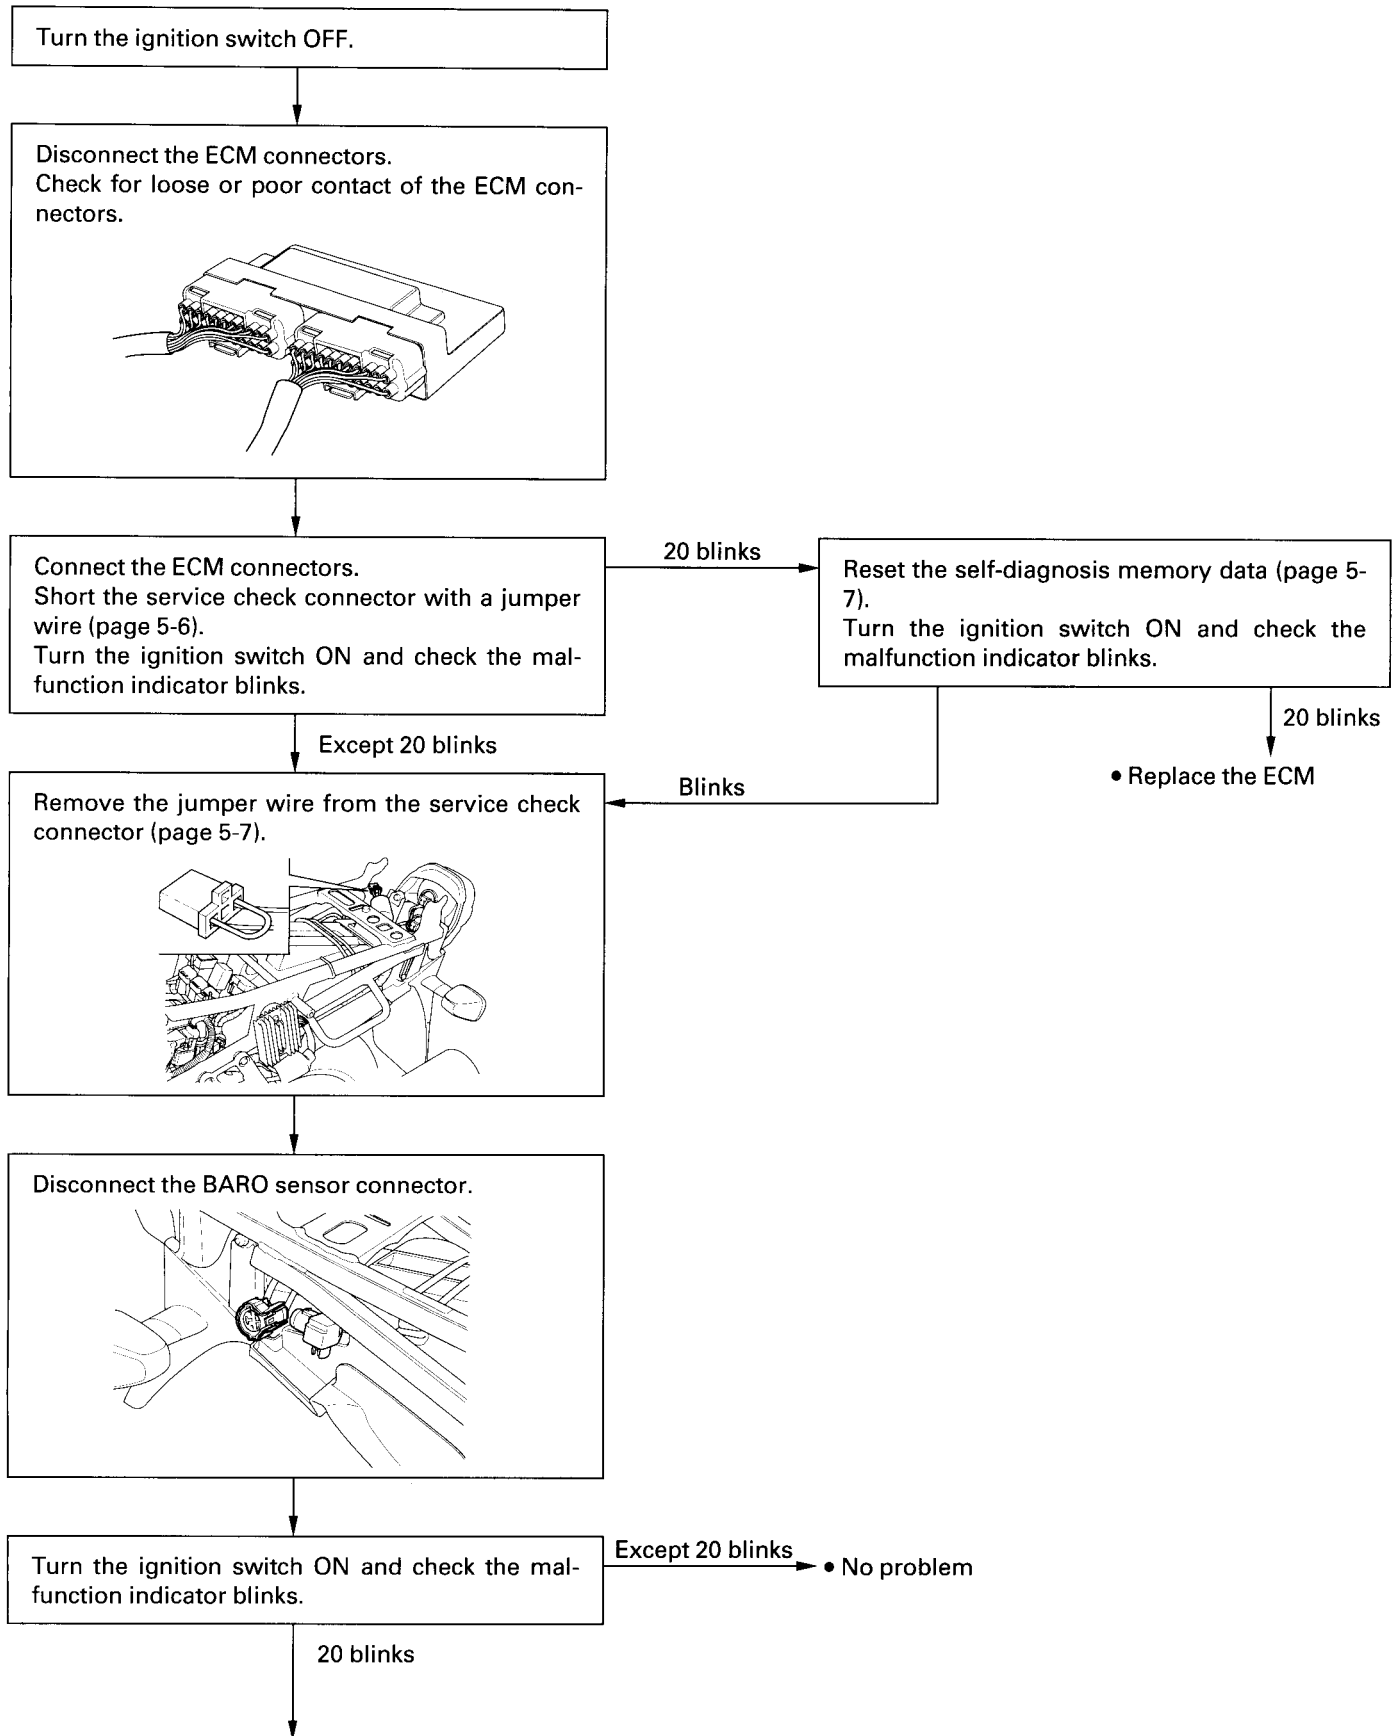 Turn the ignition switch OFF.
Disconnect the ECM connectors.
Check for loose or poor contact of the ECM con-
nectors.
Connect the ECM connectors.
Short the service check connector with a jumper
wire (page 5-6).
Turn the ignition switch ON and check the mal-
function indicator blinks.
20 blinks
Reset the self-diagnosis memory data (page 5-
7).
Turn the ignition switch ON and check the
malfunction indicator blinks.
20 blinks
• Replace the ECM
Except 20 blinks
Blinks
Remove the jumper wire from the service check
connector (page 5-7).
Disconnect the BARO sensor connector.
Turn the ignition switch ON and check the mal-
function indicator blinks.
Except 20 blinks
• No problem
20 blinks